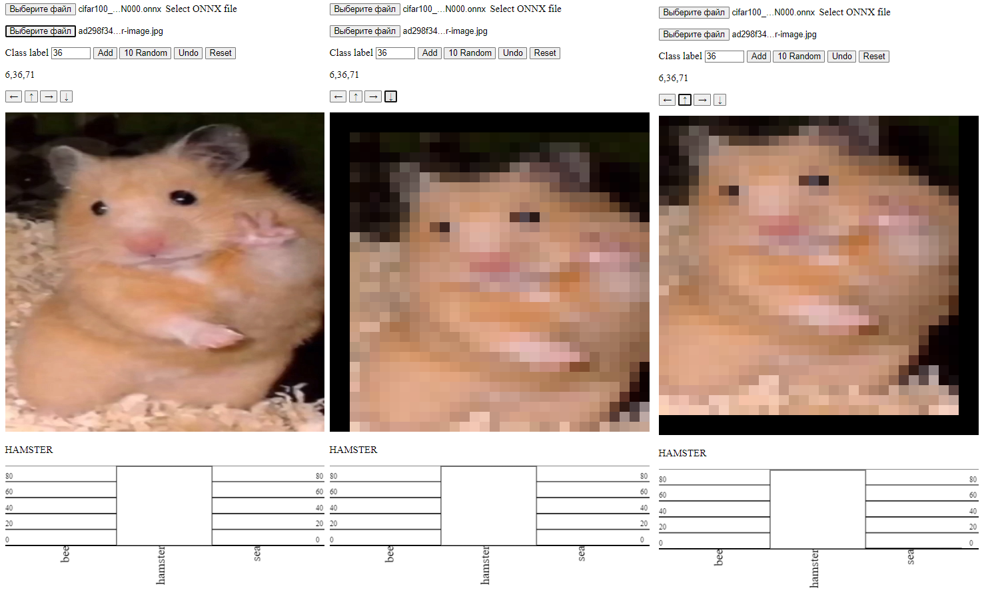 Выберите файл cifar100_...N000.onnx Select ONNX file
Выберите файл ad298f34...r-image.jpg
Class label 36 Add 10 Random Undo Reset
6,36,71
← ↑ → ↓
HAMSTER
80 80
60 60
40 40
20 20
0 0
bee hamster sea
Выберите файл cifar100_...N000.onnx Select ONNX file
Выберите файл ad298f34...r-image.jpg
Class label 36 Add 10 Random Undo Reset
6,36,71
← ↑ → ↓
HAMSTER
80 80
60 60
40 40
20 20
0 0
bee hamster sea
Выберите файл cifar100_...N000.onnx Select ONNX file
Выберите файл ad298f34...r-image.jpg
Class label 36 Add 10 Random Undo Reset
6,36,71
← ↑ → ↓
HAMSTER
80 80
60 60
40 40
20 20
0 0
bee hamster sea